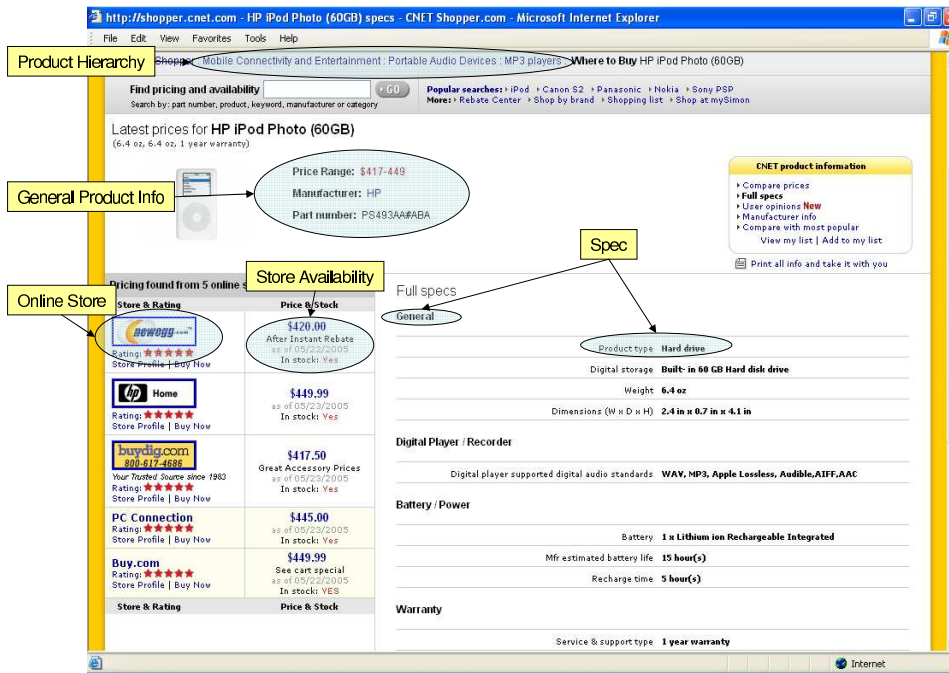 http://shopper.cnet.com - HP iPod Photo (60GB) specs - CNET Shopper.com - Microsoft Internet Explorer
File Edit View Favorites Tools Help
Product Hierarchy
Shopper: Mobile Connectivity and Entertainment : Portable Audio Devices : MP3 players : Where to Buy HP iPod Photo (60GB)
Find pricing and availability GO
Search by: part number, product, keyword, manufacturer or category
Popular searches: iPod Canon S2 Panasonic Nokia Sony PSP
More: Rebate Center Shop by brand Shopping list Shop at mySimon
Latest prices for HP iPod Photo (60GB)
(6.4 oz, 6.4 oz, 1 year warranty)
General Product Info
Price Range: $417-449
Manufacturer: HP
Part number: PS493AA#ABA
CNET product information
Compare prices
Full specs
User opinions New
Manufacturer info
Compare with most popular
View my list | Add to my list
Print all info and take it with you
Spec
Store Availability
Online Store
Pricing found from 5 online
Store & Rating Price & Stock
newegg.com
Rating:
Store Profile | Buy Now
$420.00
After Instant Rebate
as of 05/22/2005
In stock: Yes
hp Home
Rating:
Store Profile | Buy Now
$449.99
as of 05/23/2005
In stock: Yes
buydig.com
800-617-4686
Your Trusted Source since 1983
Rating:
Store Profile | Buy Now
$417.50
Great Accessory Prices
as of 05/23/2005
In stock: Yes
PC Connection
Rating:
Store Profile | Buy Now
$445.00
as of 05/23/2005
In stock: Yes
Buy.com
Rating:
Store Profile | Buy Now
$449.99
See cart special
as of 05/22/2005
In stock: YES
Store & Rating Price & Stock
Full specs
General
Product type Hard drive
Digital storage Built- in 60 GB Hard disk drive
Weight 6.4 oz
Dimensions (W x D x H) 2.4 in x 0.7 in x 4.1 in
Digital Player / Recorder
Digital player supported digital audio standards WAV, MP3, Apple Lossless, Audible,AIFF,AAC
Battery / Power
Battery 1 x Lithium ion Rechargeable Integrated
Mfr estimated battery life 15 hour(s)
Recharge time 5 hour(s)
Warranty
Service & support type 1 year warranty
Internet